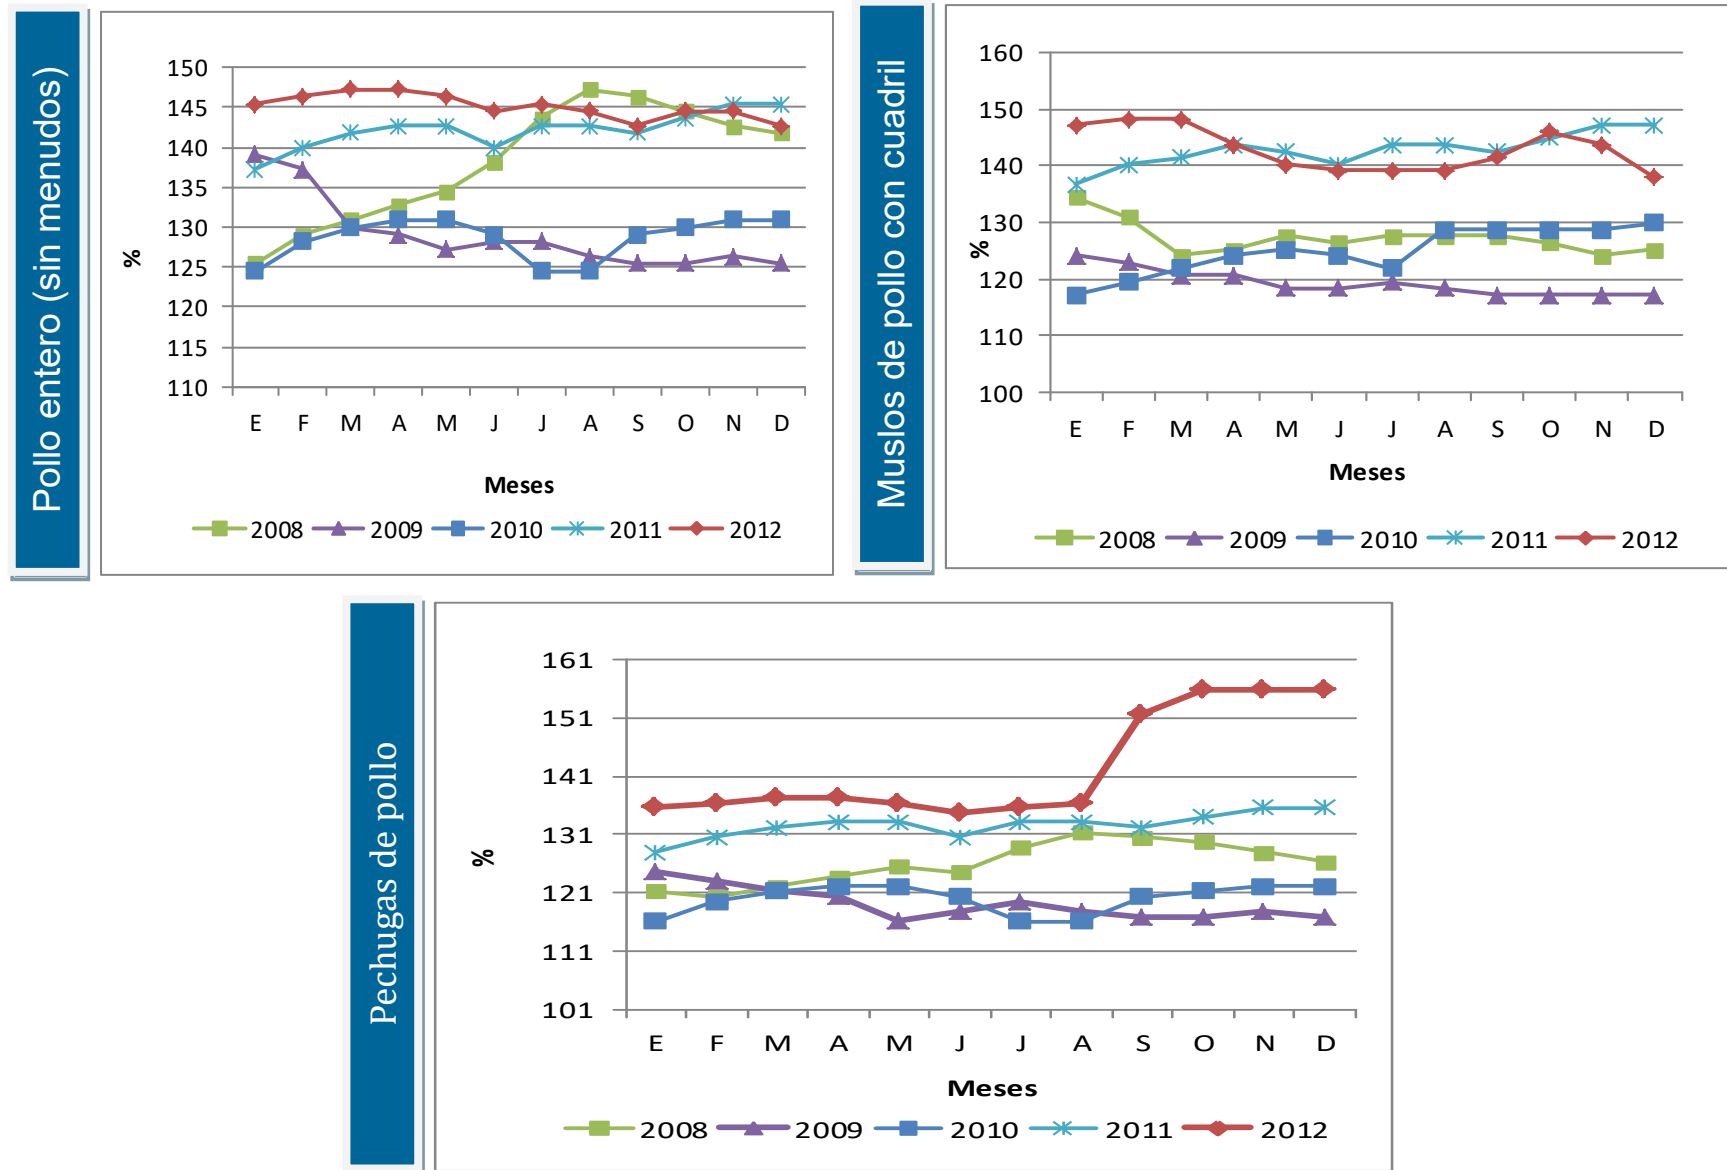 Pollo entero (sin menudos)
150
145
140
135
130
125
120
115
110
%
E F M A M J J A S O N D
Meses
2008 2009 2010 2011 2012
Muslos de pollo con cuadril
160
150
140
130
120
110
100
%
E F M A M J J A S O N D
Meses
2008 2009 2010 2011 2012
Pechugas de pollo
161
151
141
131
121
111
101
%
E F M A M J J A S O N D
Meses
2008 2009 2010 2011 2012